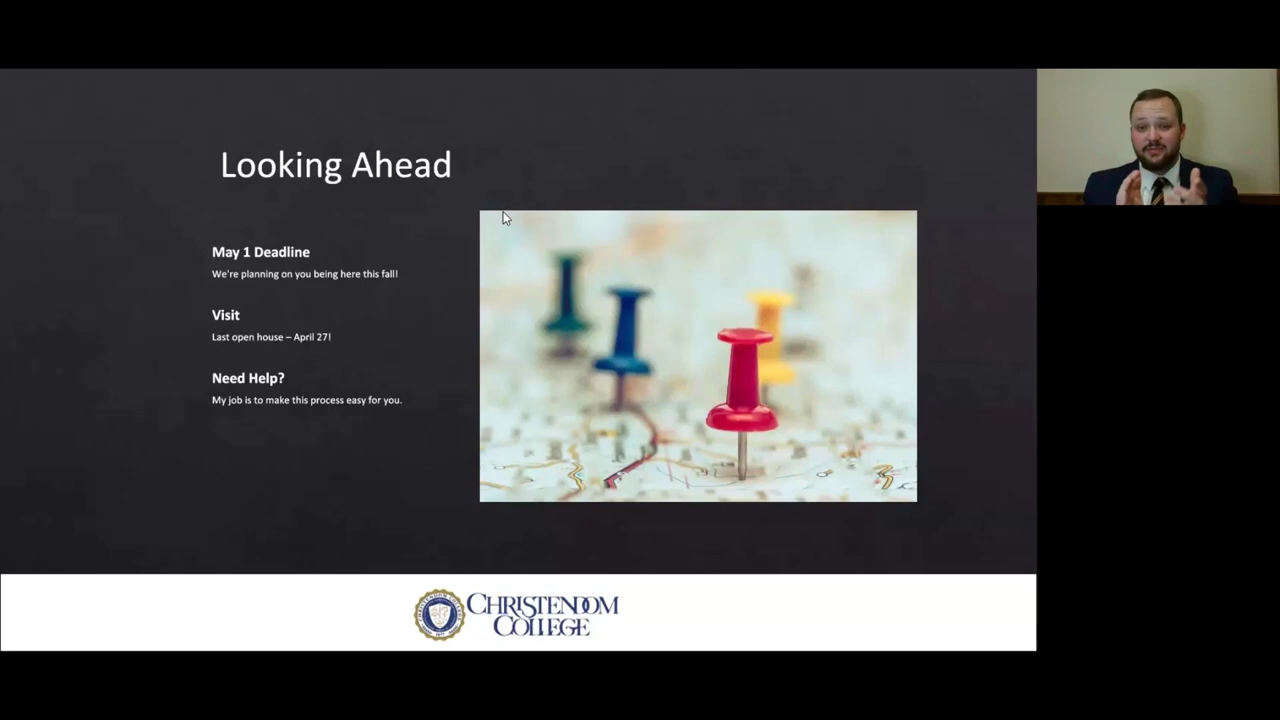 Looking Ahead
May 1 Deadline
We're planning on you being here this fall!
Visit
Last open house – April 27!
Need Help?
My job is to make this process easy for you.
CHRISTENDOM
COLLEGE